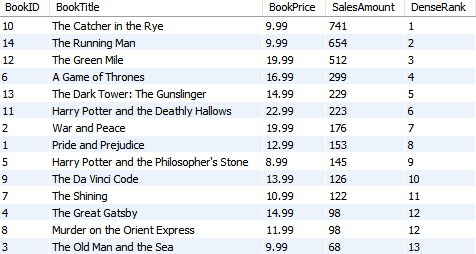 BookID BookTitle BookPrice SalesAmount DenseRank
10 The Catcher in the Rye 9.99 741 1
14 The Running Man 9.99 654 2
12 The Green Mile 19.99 512 3
6 A Game of Thrones 16.99 299 4
13 The Dark Tower: The Gunslinger 14.99 229 5
11 Harry Potter and the Deathly Hallows 22.99 223 6
2 War and Peace 19.99 176 7
1 Pride and Prejudice 12.99 153 8
5 Harry Potter and the Philosopher's Stone 8.99 145 9
9 The Da Vinci Code 13.99 126 10
7 The Shining 10.99 122 11
4 The Great Gatsby 14.99 98 12
8 Murder on the Orient Express 11.99 98 12
3 The Old Man and the Sea 9.99 68 13